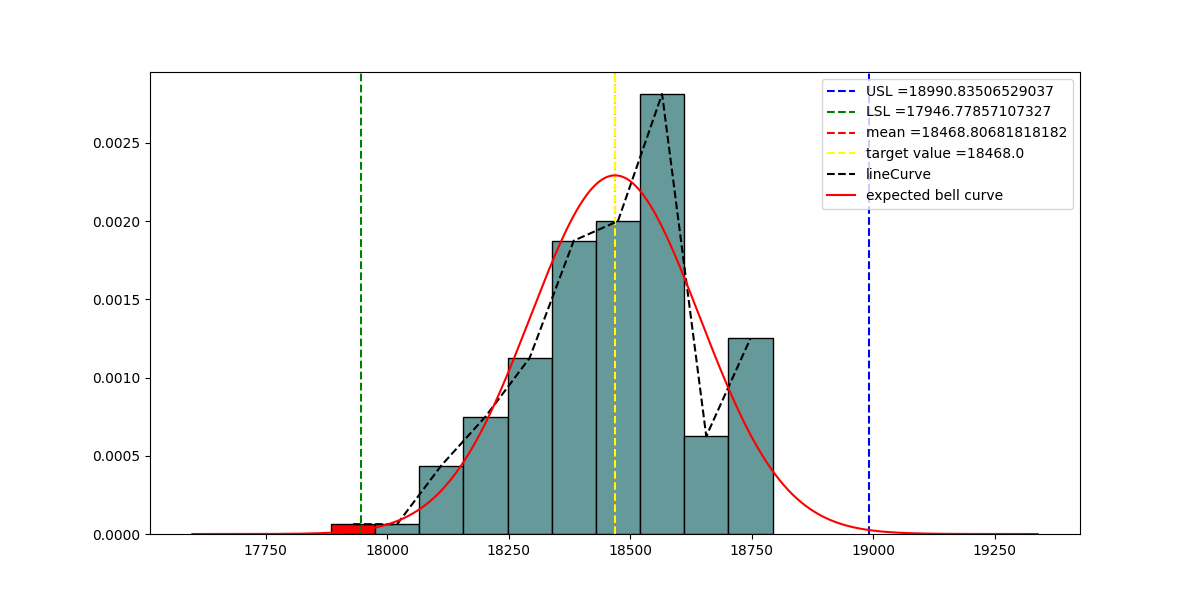 USL =18990.83506529037
LSL =17946.77857107327
mean =18468.80681818182
target value =18468.0
lineCurve
expected bell curve
0.0025
0.0020
0.0015
0.0010
0.0005
0.0000
17750 18000 18250 18500 18750 19000 19250